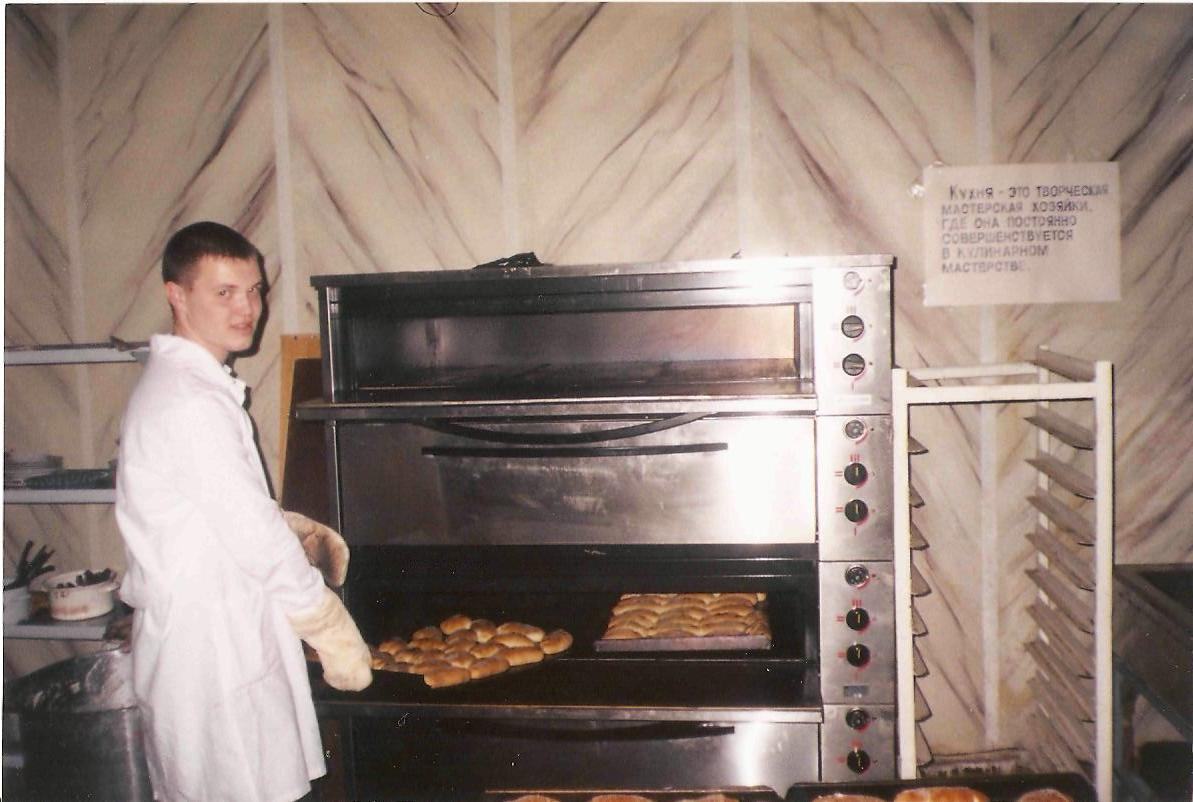 Кухня - это творческая
мастерская хозяйки,
где она постоянно
совершенствуется
в кулинарном
мастерстве.